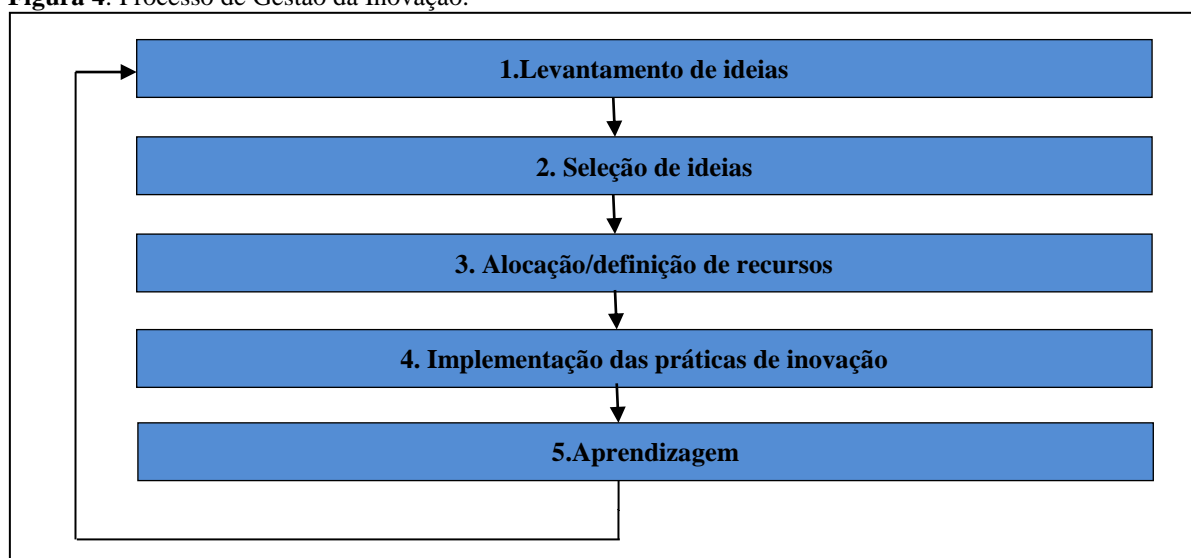 Figura 4: Processo de Gestão da Inovação.
1.Levantamento de ideias
2. Seleção de ideias
3. Alocação/definição de recursos
4. Implementação das práticas de inovação
5.Aprendizagem